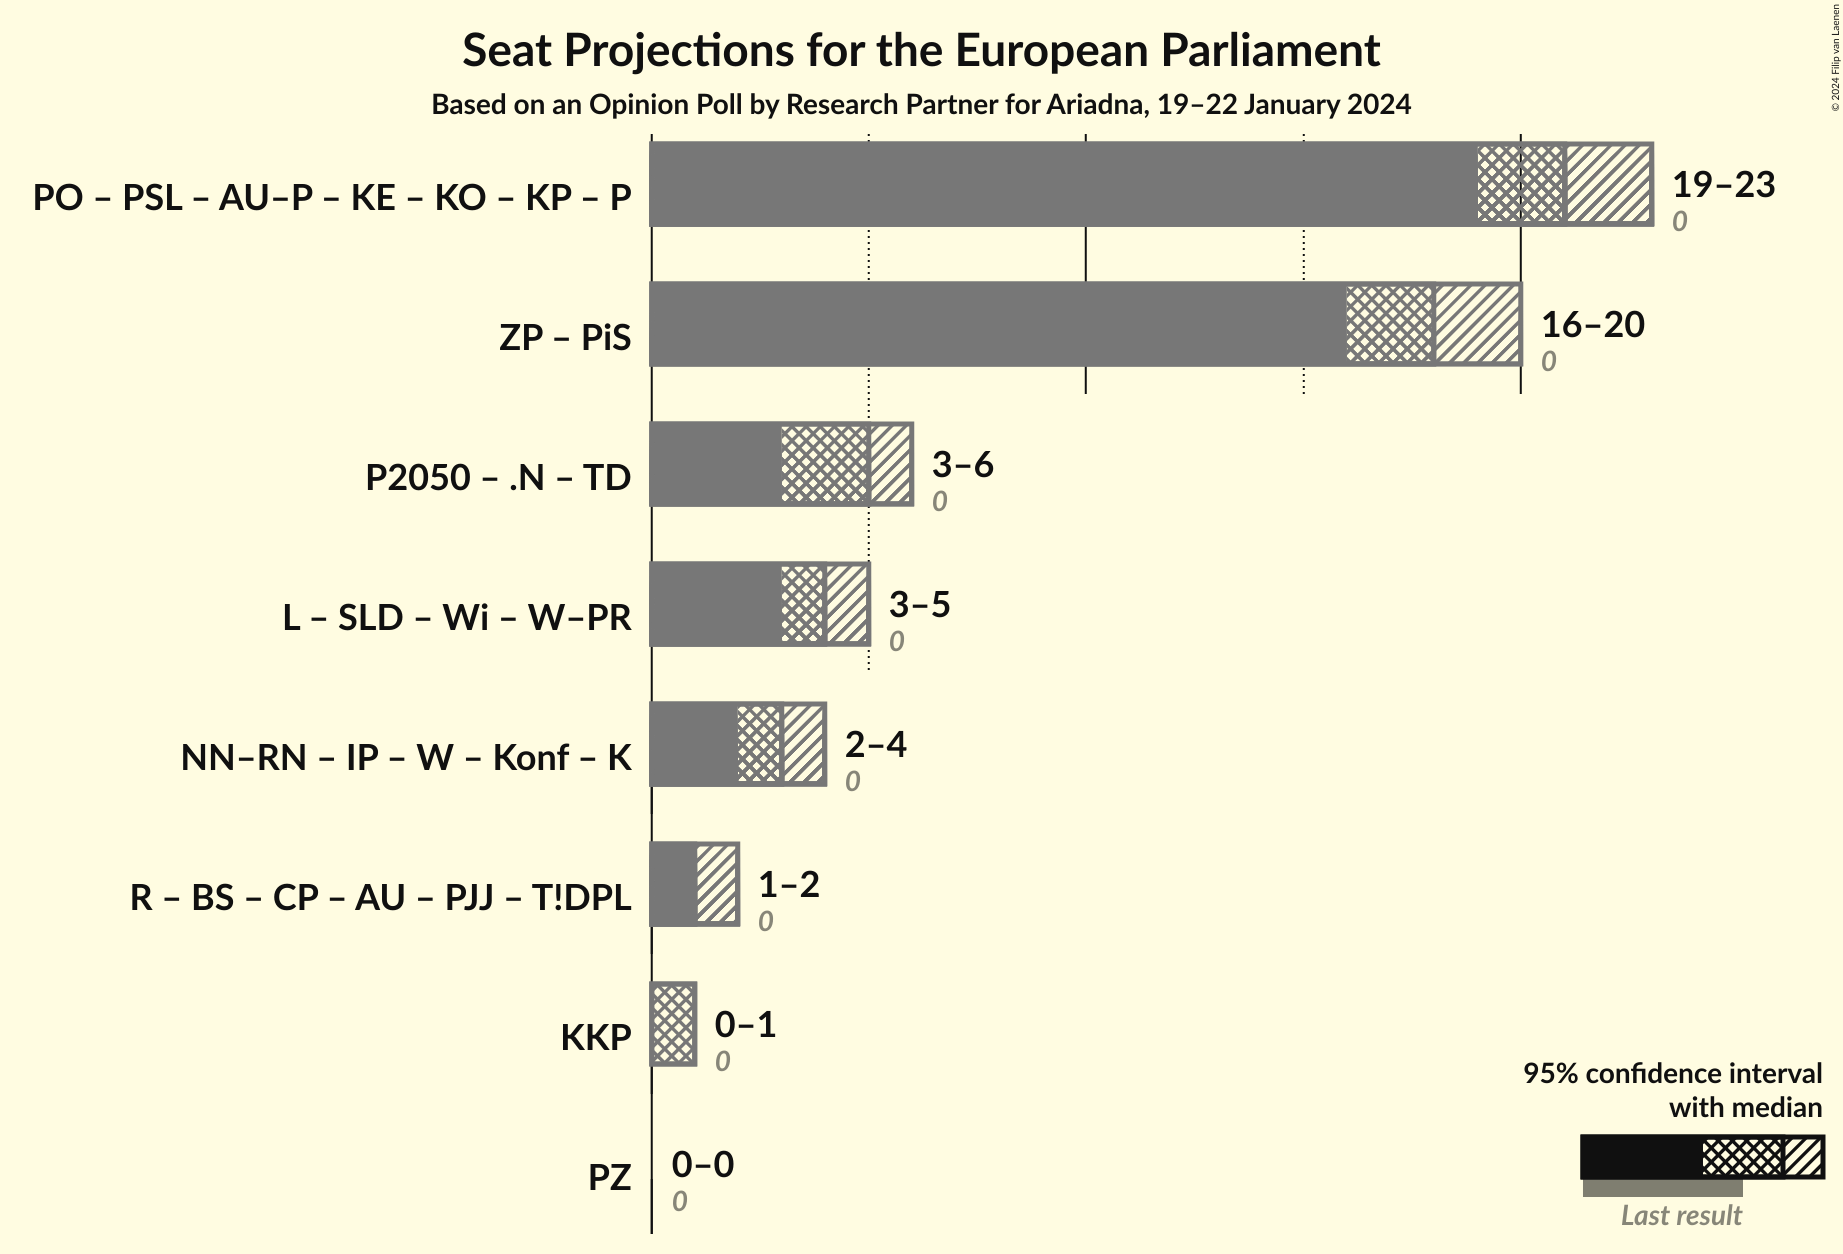 Seat Projections for the European Parliament
Based on an Opinion Poll by Research Partner for Ariadna, 19–22 January 2024
© 2024 Filip van Laenen
PO – PSL – AU–P – KE – KO – KP – P
19–23
0
ZP – PiS
16–20
0
P2050 – .N – TD
3–6
0
L – SLD – Wi – W–PR
3–5
0
NN–RN – IP – W – Konf – K
2–4
0
R – BS – CP – AU – PJJ – T!DPL
1–2
0
KKP
0–1
0
PZ
0–0
0
95% confidence interval
with median
Last result